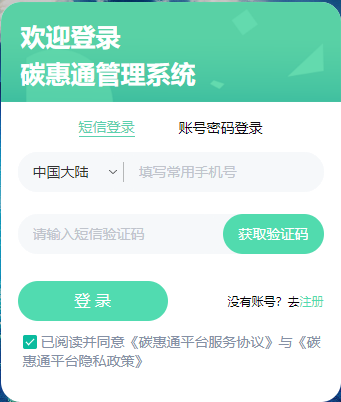 欢迎登录
碳惠通管理系统
短信登录 账号密码登录
中国大陆 填写常用手机号
请输入短信验证码 获取验证码
登 录 没有账号？去注册
已阅读并同意《碳惠通平台服务协议》与《碳
惠通平台隐私政策》